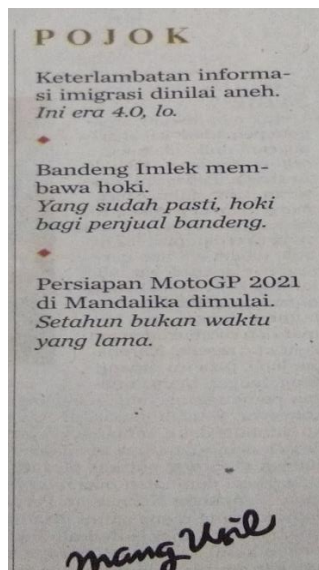 POJOK
Keterlambatan informa-
si imigrasi dinilai aneh.
Ini era 4.0, lo.
Bandeng Imlek mem-
bawa hoki.
Yang sudah pasti, hoki
bagi penjual bandeng.
Persiapan MotoGP 2021
di Mandalika dimulai.
Setahun bukan waktu
yang lama.
mang Usil